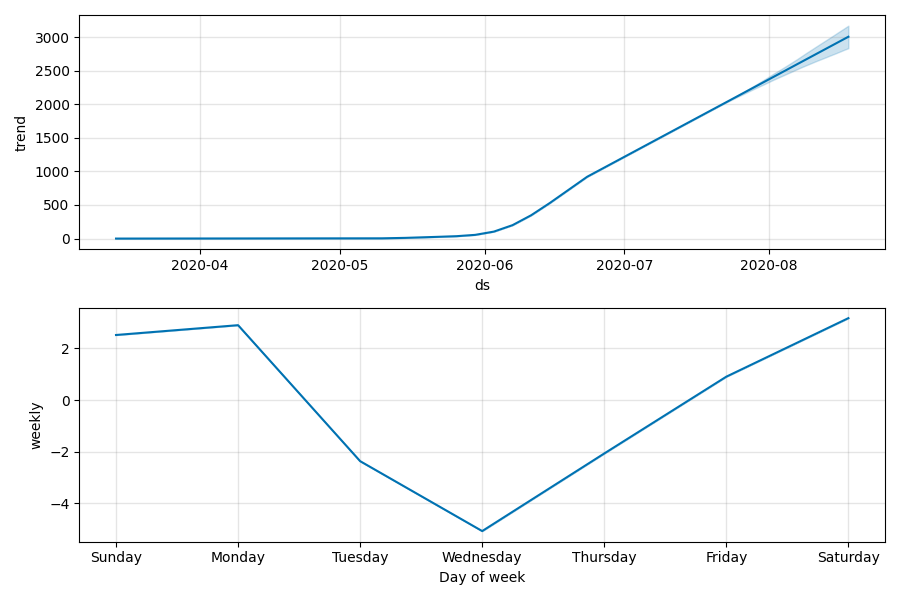 3000
2500
2000
1500
1000
500
0
trend
2020-04 2020-05 2020-06 2020-07 2020-08
ds
2
0
−2
−4
weekly
Sunday Monday Tuesday Wednesday Thursday Friday Saturday
Day of week